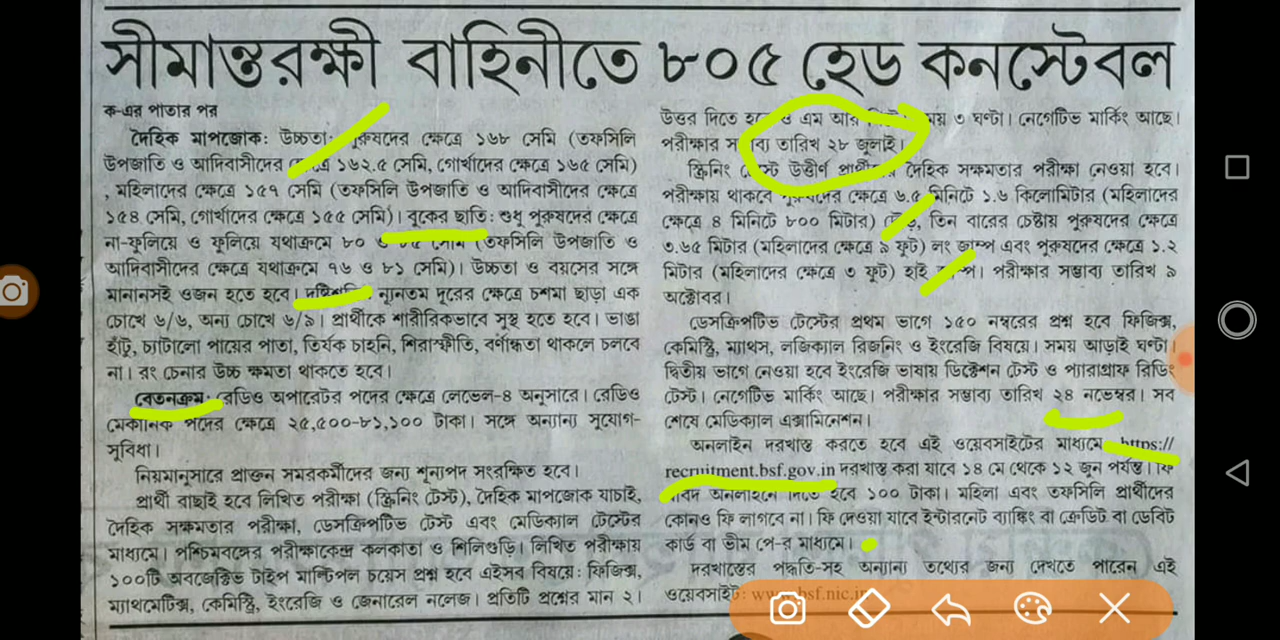 সীমান্তরক্ষী বাহিনীতে ৮০৫ হেড কনস্টেবল
ক-এর পাতার পর
দৈহিক মাপজোক: উচ্চতা: পুরুষদের ক্ষেত্রে ১৬৮ সেমি (তফসিলি
উপজাতি ও আদিবাসীদের ক্ষেত্রে ১৬২.৫ সেমি, গোর্খাদের ক্ষেত্রে ১৬৫ সেমি)
, মহিলাদের ক্ষেত্রে ১৫৭ সেমি (তফসিলি উপজাতি ও আদিবাসীদের ক্ষেত্রে
১৫৪ সেমি, গোর্খাদের ক্ষেত্রে ১৫৫ সেমি)। বুকের ছাতি: শুধু পুরুষদের ক্ষেত্রে
না-ফুলিয়ে ও ফুলিয়ে যথাক্রমে ৮০ ও ৮৫ সেমি (তফসিলি উপজাতি ও
আদিবাসীদের ক্ষেত্রে যথাক্রমে ৭৬ ও ৮১ সেমি)। উচ্চতা ও বয়সের সঙ্গে
মানানসই ওজন হতে হবে। দৃষ্টিশক্তি: ন্যূনতম দূরের ক্ষেত্রে চশমা ছাড়া এক
চোখে ৬/৬, অন্য চোখে ৬/৯। প্রার্থীকে শারীরিকভাবে সুস্থ হতে হবে। ভাঙা
হাঁটু, চ্যাটালো পায়ের পাতা, তির্যক চাহনি, শিরাস্ফীতি, বর্ণান্ধতা থাকলে চলবে
না। রং চেনার উচ্চ ক্ষমতা থাকতে হবে।
বেতনক্রম: রেডিও অপারেটর পদের ক্ষেত্রে লেভেল-৪ অনুসারে। রেডিও
মেকানিক পদের ক্ষেত্রে ২৫,৫০০-৮১,১০০ টাকা। সঙ্গে অন্যান্য সুযোগ-
সুবিধা।
নিয়মানুসারে প্রাক্তন সমরকর্মীদের জন্য শূন্যপদ সংরক্ষিত হবে।
প্রার্থী বাছাই হবে লিখিত পরীক্ষা (স্ক্রিনিং টেস্ট), দৈহিক মাপজোক যাচাই,
দৈহিক সক্ষমতার পরীক্ষা, ডেসক্রিপটিভ টেস্ট এবং মেডিক্যাল টেস্টের
মাধ্যমে। পশ্চিমবঙ্গের পরীক্ষাকেন্দ্র কলকাতা ও শিলিগুড়ি। লিখিত পরীক্ষায়
১০০টি অবজেক্টিভ টাইপ মাল্টিপল চয়েস প্রশ্ন হবে এইসব বিষয়ে: ফিজিক্স,
ম্যাথমেটিক্স, কেমিস্ট্রি, ইংরেজি ও জেনারেল নলেজ। প্রতিটি প্রশ্নের মান ২।
উত্তর দিতে হবে ও এম আর সময় ৩ ঘণ্টা। নেগেটিভ মার্কিং আছে।
পরীক্ষার সম্ভাব্য তারিখ ২৮ জুলাই।
স্ক্রিনিং টেস্ট উত্তীর্ণ প্রার্থীদের দৈহিক সক্ষমতার পরীক্ষা নেওয়া হবে।
পরীক্ষায় থাকবে পুরুষদের ক্ষেত্রে ৬.৫ মিনিটে ১.৬ কিলোমিটার (মহিলাদের
ক্ষেত্রে ৪ মিনিটে ৮০০ মিটার) দৌড়, তিন বারের চেষ্টায় পুরুষদের ক্ষেত্রে
৩.৬৫ মিটার (মহিলাদের ক্ষেত্রে ৯ ফুট) লং জাম্প এবং পুরুষদের ক্ষেত্রে ১.২
মিটার (মহিলাদের ক্ষেত্রে ৩ ফুট) হাই জাম্প। পরীক্ষার সম্ভাব্য তারিখ ৯
অক্টোবর।
ডেসক্রিপটিভ টেস্টের প্রথম ভাগে ১৫০ নম্বরের প্রশ্ন হবে ফিজিক্স,
কেমিস্ট্রি, ম্যাথস, লজিক্যাল রিজনিং ও ইংরেজি বিষয়ে। সময় আড়াই ঘণ্টা।
দ্বিতীয় ভাগে নেওয়া হবে ইংরেজি ভাষায় ডিক্টেশন টেস্ট ও প্যারাগ্রাফ রিডিং
টেস্ট। নেগেটিভ মার্কিং আছে। পরীক্ষার সম্ভাব্য তারিখ ২৪ নভেম্বর। সব
শেষে মেডিক্যাল এক্সামিনেশন।
অনলাইন দরখাস্ত করতে হবে এই ওয়েবসাইটের মাধ্যমে https://
recruitment.bsf.gov.in দরখাস্ত করা যাবে ১৪ মে থেকে ১২ জুন পর্যন্ত। ফি
বাবদ অনলাইনে দিতে হবে ১০০ টাকা। মহিলা এবং তফসিলি প্রার্থীদের
কোনও ফি লাগবে না। ফি দেওয়া যাবে ইন্টারনেট ব্যাঙ্কিং বা ক্রেডিট বা ডেবিট
কার্ড বা ভীম পে-র মাধ্যমে।
দরখাস্তের পদ্ধতি-সহ অন্যান্য তথ্যের জন্য দেখতে পারেন এই
ওয়েবসাইট: www.bsf.nic.in